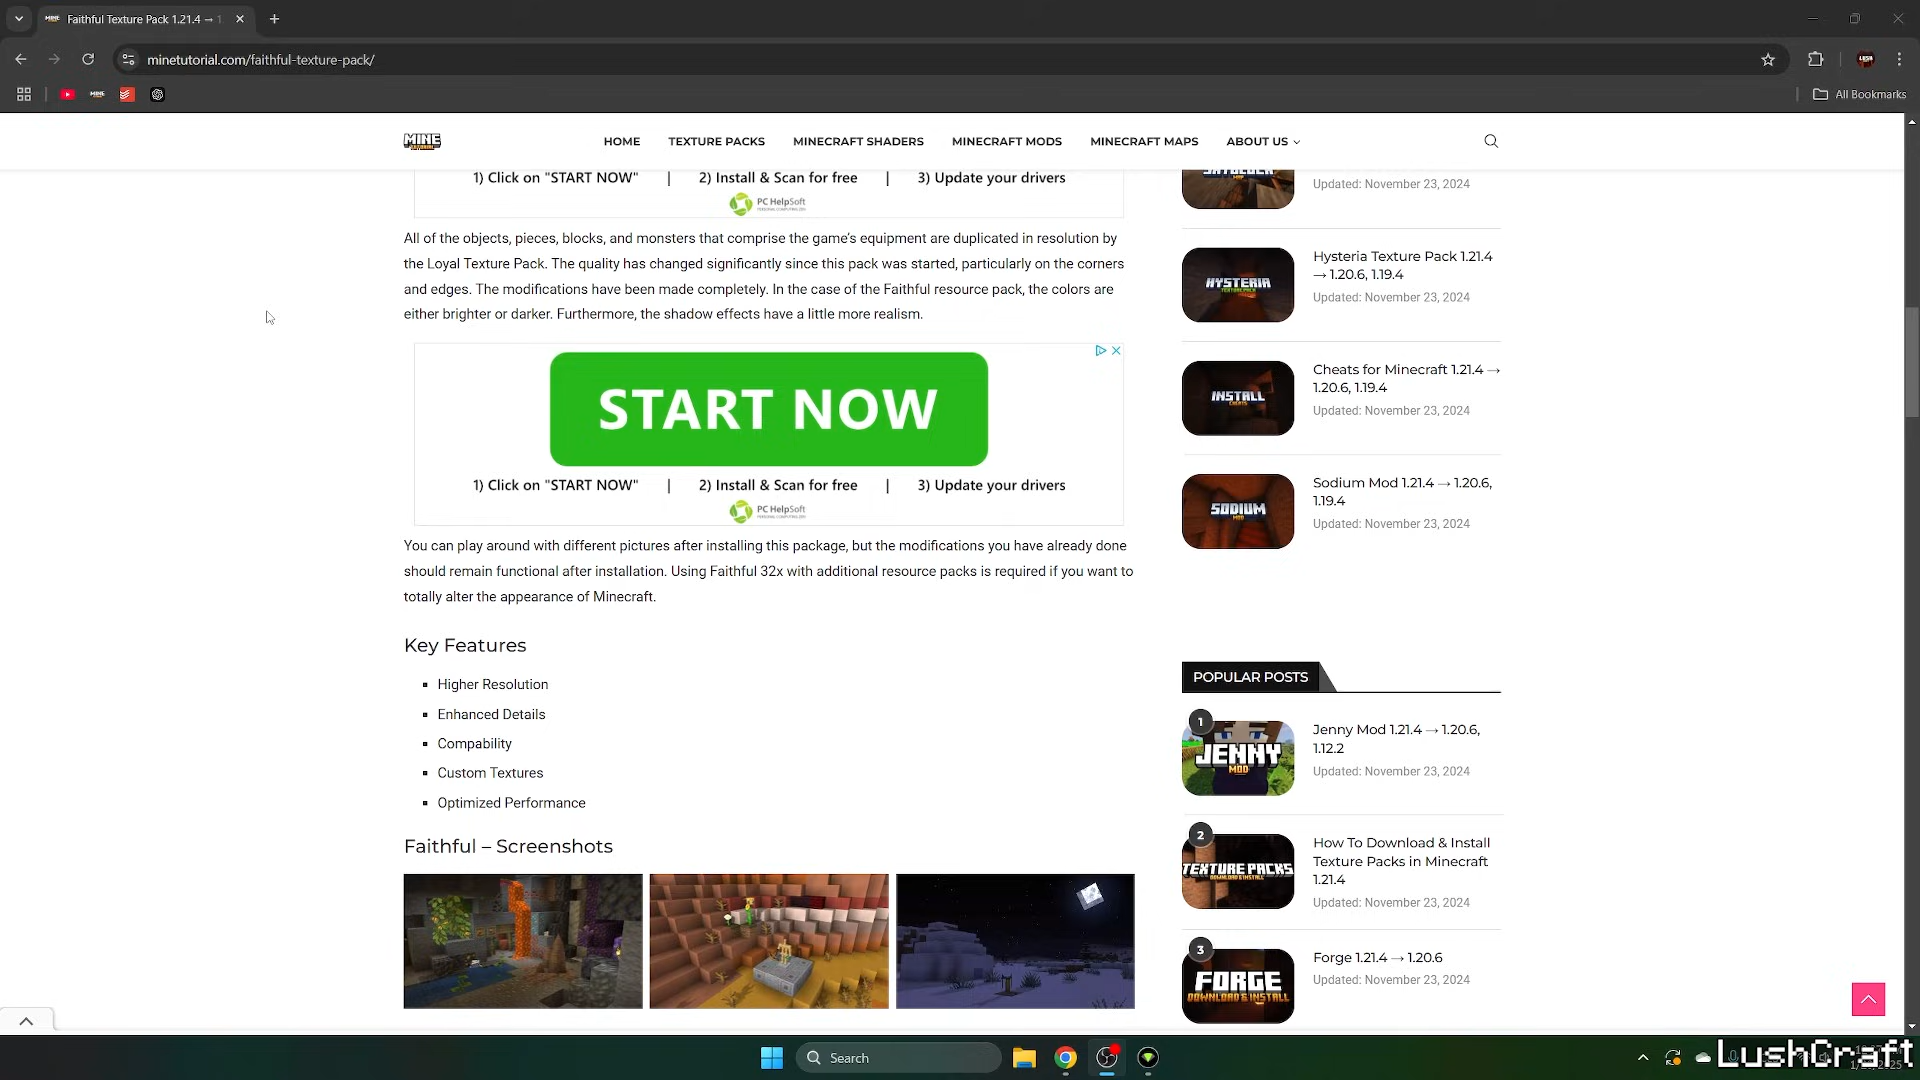 Faithful Texture Pack 1.21.4 → 1
minetutorial.com/faithful-texture-pack/
All Bookmarks
MINE
HOME
TEXTURE PACKS
MINECRAFT SHADERS
MINECRAFT MODS
MINECRAFT MAPS
ABOUT US
1) Click on "START NOW" | 2) Install & Scan for free | 3) Update your drivers
PC HelpSoft
All of the objects, pieces, blocks, and monsters that comprise the game's equipment are duplicated in resolution by
the Loyal Texture Pack. The quality has changed significantly since this pack was started, particularly on the corners
and edges. The modifications have been made completely. In the case of the Faithful resource pack, the colors are
either brighter or darker. Furthermore, the shadow effects have a little more realism.
START NOW
1) Click on "START NOW" | 2) Install & Scan for free | 3) Update your drivers
PC HelpSoft
You can play around with different pictures after installing this package, but the modifications you have already done
should remain functional after installation. Using Faithful 32x with additional resource packs is required if you want to
totally alter the appearance of Minecraft.
Key Features
▪ Higher Resolution
▪ Enhanced Details
▪ Compability
▪ Custom Textures
▪ Optimized Performance
Faithful – Screenshots
Updated: November 23, 2024
HYSTERIA
TEXTURE PACK
Hysteria Texture Pack 1.21.4
→ 1.20.6, 1.19.4
Updated: November 23, 2024
INSTALL
CHEATS
Cheats for Minecraft 1.21.4 →
1.20.6, 1.19.4
Updated: November 23, 2024
SODIUM
MOD
Sodium Mod 1.21.4 → 1.20.6,
1.19.4
Updated: November 23, 2024
POPULAR POSTS
1
JENNY
MOD
Jenny Mod 1.21.4 → 1.20.6,
1.12.2
Updated: November 23, 2024
2
TEXTURE PACKS
DOWNLOAD & INSTALL
How To Download & Install
Texture Packs in Minecraft
1.21.4
Updated: November 23, 2024
3
FORGE
DOWNLOAD & INSTALL
Forge 1.21.4 → 1.20.6
Updated: November 23, 2024
Search
LushCraft